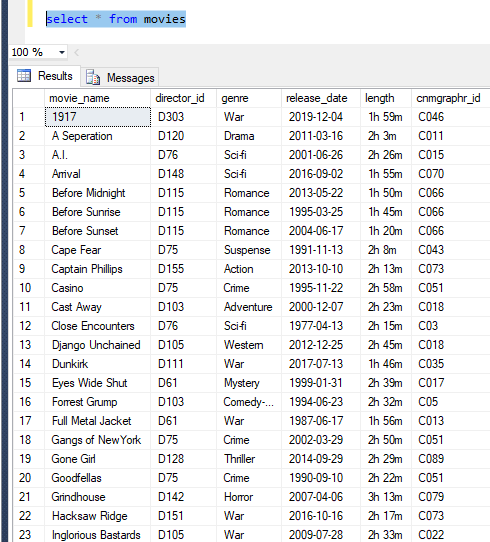 select * from movies
100 %
Results Messages
movie_name director_id genre release_date length cnmgraphr_id
1 1917 D303 War 2019-12-04 1h 59m C046
2 A Seperation D120 Drama 2011-03-16 2h 3m C011
3 A.I. D76 Sci-fi 2001-06-26 2h 26m C015
4 Arrival D148 Sci-fi 2016-09-02 1h 55m C070
5 Before Midnight D115 Romance 2013-05-22 1h 50m C066
6 Before Sunrise D115 Romance 1995-03-25 1h 45m C066
7 Before Sunset D115 Romance 2004-06-17 1h 20m C066
8 Cape Fear D75 Suspense 1991-11-13 2h 8m C043
9 Captain Phillips D155 Action 2013-10-10 2h 13m C073
10 Casino D75 Crime 1995-11-22 2h 58m C051
11 Cast Away D103 Adventure 2000-12-07 2h 23m C018
12 Close Encounters D76 Sci-fi 1977-04-13 2h 15m C03
13 Django Unchained D105 Western 2012-12-25 2h 45m C018
14 Dunkirk D111 War 2017-07-13 1h 46m C035
15 Eyes Wide Shut D61 Mystery 1999-01-31 2h 39m C017
16 Forrest Grump D103 Comedy-... 1994-06-23 2h 32m C05
17 Full Metal Jacket D61 War 1987-06-17 1h 56m C013
18 Gangs of NewYork D75 Crime 2002-03-29 2h 50m C051
19 Gone Girl D128 Thriller 2014-09-29 2h 29m C089
20 Goodfellas D75 Crime 1990-09-10 2h 22m C051
21 Grindhouse D142 Horror 2007-04-06 3h 13m C079
22 Hacksaw Ridge D151 War 2016-10-16 2h 17m C073
23 Inglorious Bastards D105 War 2009-07-28 2h 33m C022